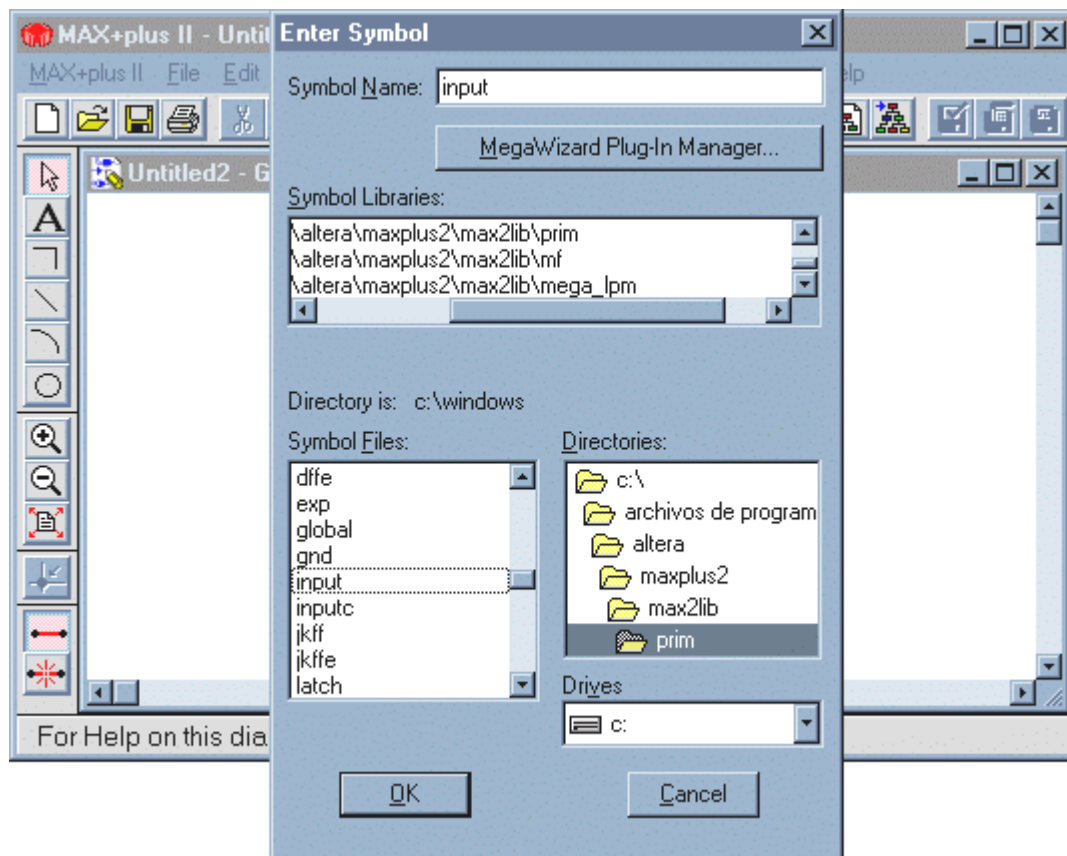 MAX+plus II - Unti
MAX+plus II File Edit
elp
Untitled2 - G
Enter Symbol
Symbol Name: input
MegaWizard Plug-In Manager...
Symbol Libraries:
\altera\maxplus2\max2lib\prim
\altera\maxplus2\max2lib\mf
\altera\maxplus2\max2lib\mega_lpm
Directory is: c:\windows
Symbol Files:
dffe
exp
global
gnd
input
inputc
jkff
jkffe
latch
Directories:
c:\
archivos de program
altera
maxplus2
max2lib
prim
Drives
c:
OK
Cancel
For Help on this dia